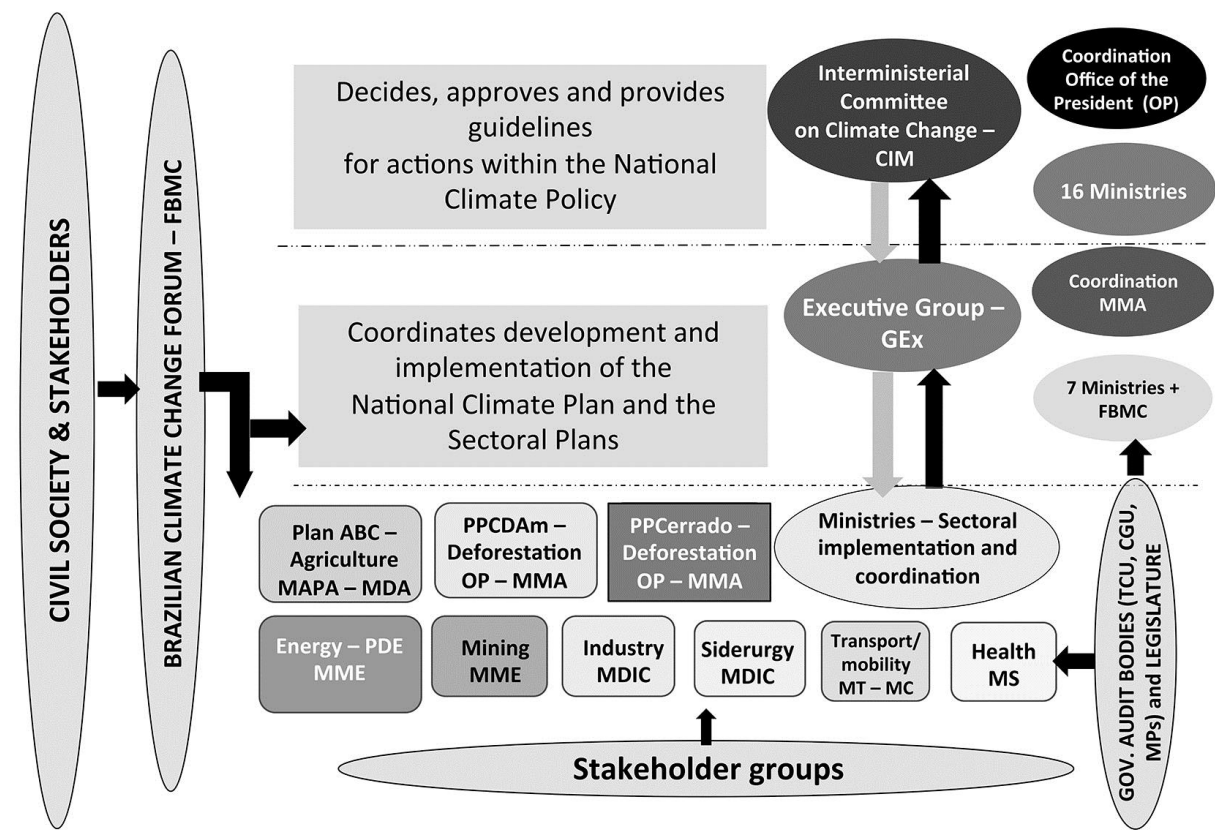 CIVIL SOCIETY & STAKEHOLDERS
BRAZILIAN CLIMATE CHANGE FORUM – FBMC
Decides, approves and provides
guidelines
for actions within the National
Climate Policy
Interministerial
Committee
on Climate Change –
CIM
Coordination
Office of the
President (OP)
16 Ministries
Coordinates development and
implementation of the
National Climate Plan and the
Sectoral Plans
Executive Group –
GEx
Coordination
MMA
7 Ministries +
FBMC
Plan ABC –
Agriculture
MAPA – MDA
PPCDAm –
Deforestation
OP – MMA
PPCerrado –
Deforestation
OP – MMA
Ministries – Sectoral
implementation and
coordination
Energy – PDE
MME
Mining
MME
Industry
MDIC
Siderurgy
MDIC
Transport/
mobility
MT – MC
Health
MS
GOV. AUDIT BODIES (TCU, CGU,
MPs) and LEGISLATURE
Stakeholder groups